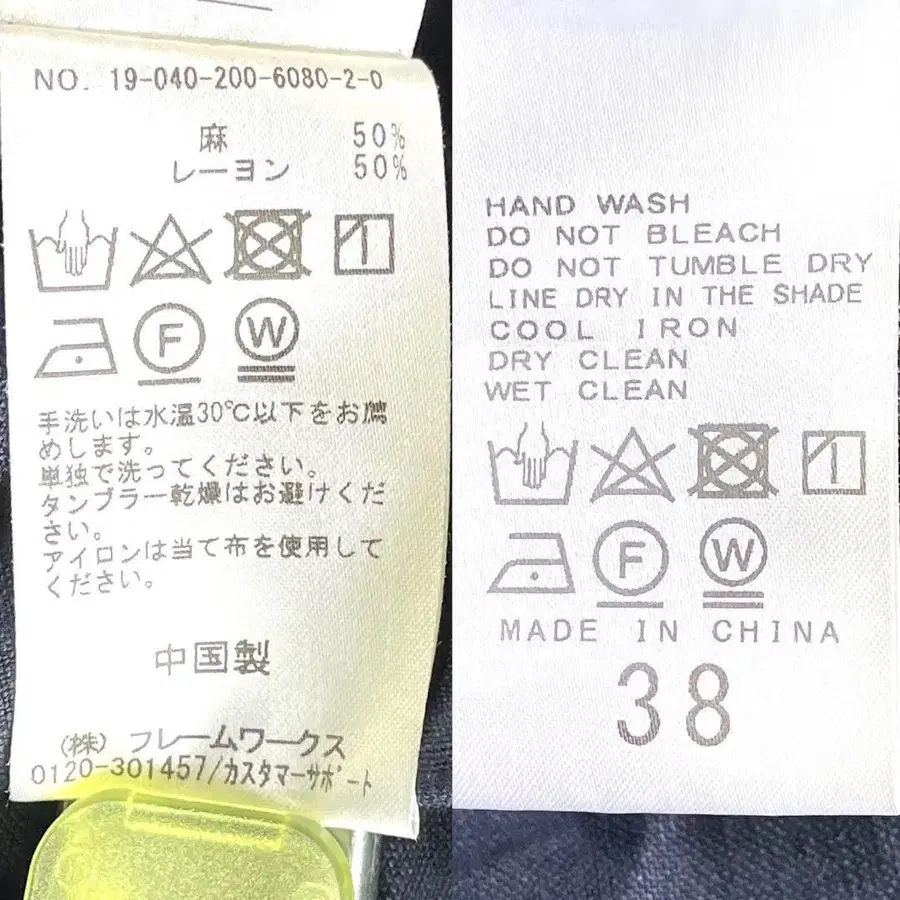 NO. 19-040-200-6080-2-0
麻 50%
レーヨン 50%
F W
手洗いは水温30℃以下をお薦
めします。
単独で洗ってください。
タンブラー乾燥はお避けくだ
さい。
アイロンは当て布を使用して
ください。
中国製
(株) フレームワークス
0120-301457/カスタマーサポート
HAND WASH
DO NOT BLEACH
DO NOT TUMBLE DRY
LINE DRY IN THE SHADE
COOL IRON
DRY CLEAN
WET CLEAN
F W
MADE IN CHINA
38